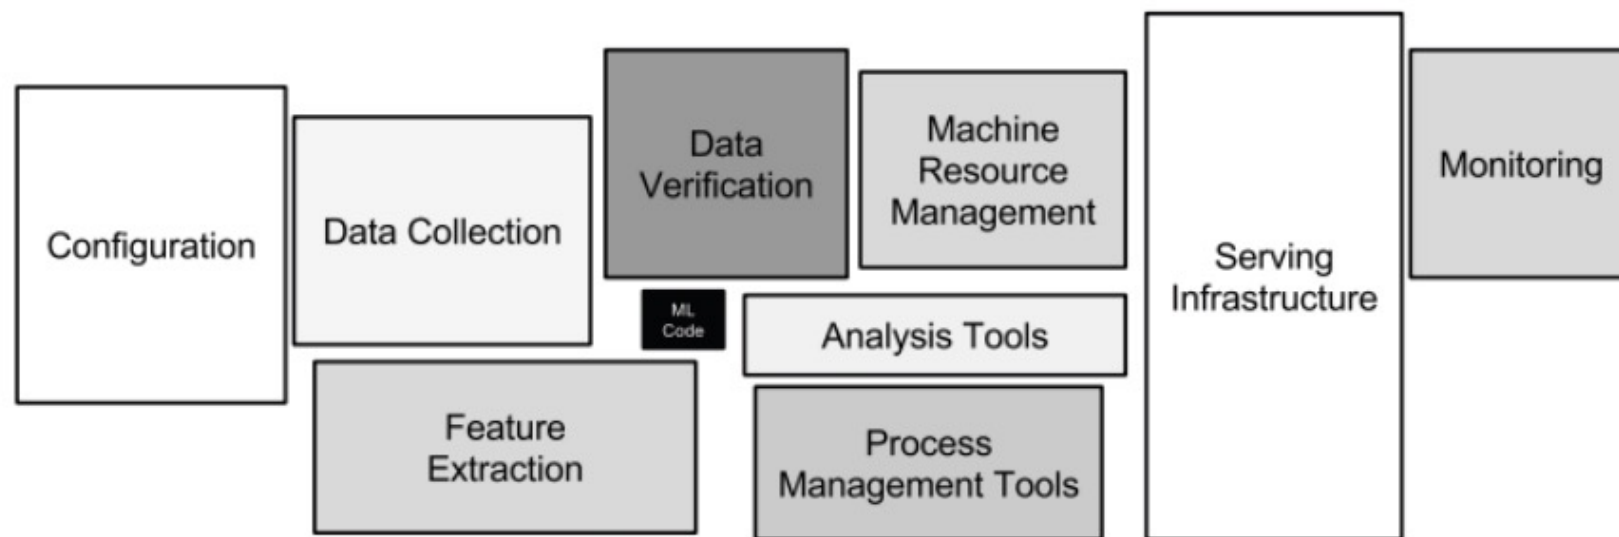 Configuration
Data Collection
Feature
Extraction
Data
Verification
ML
Code
Machine
Resource
Management
Analysis Tools
Process
Management Tools
Serving
Infrastructure
Monitoring